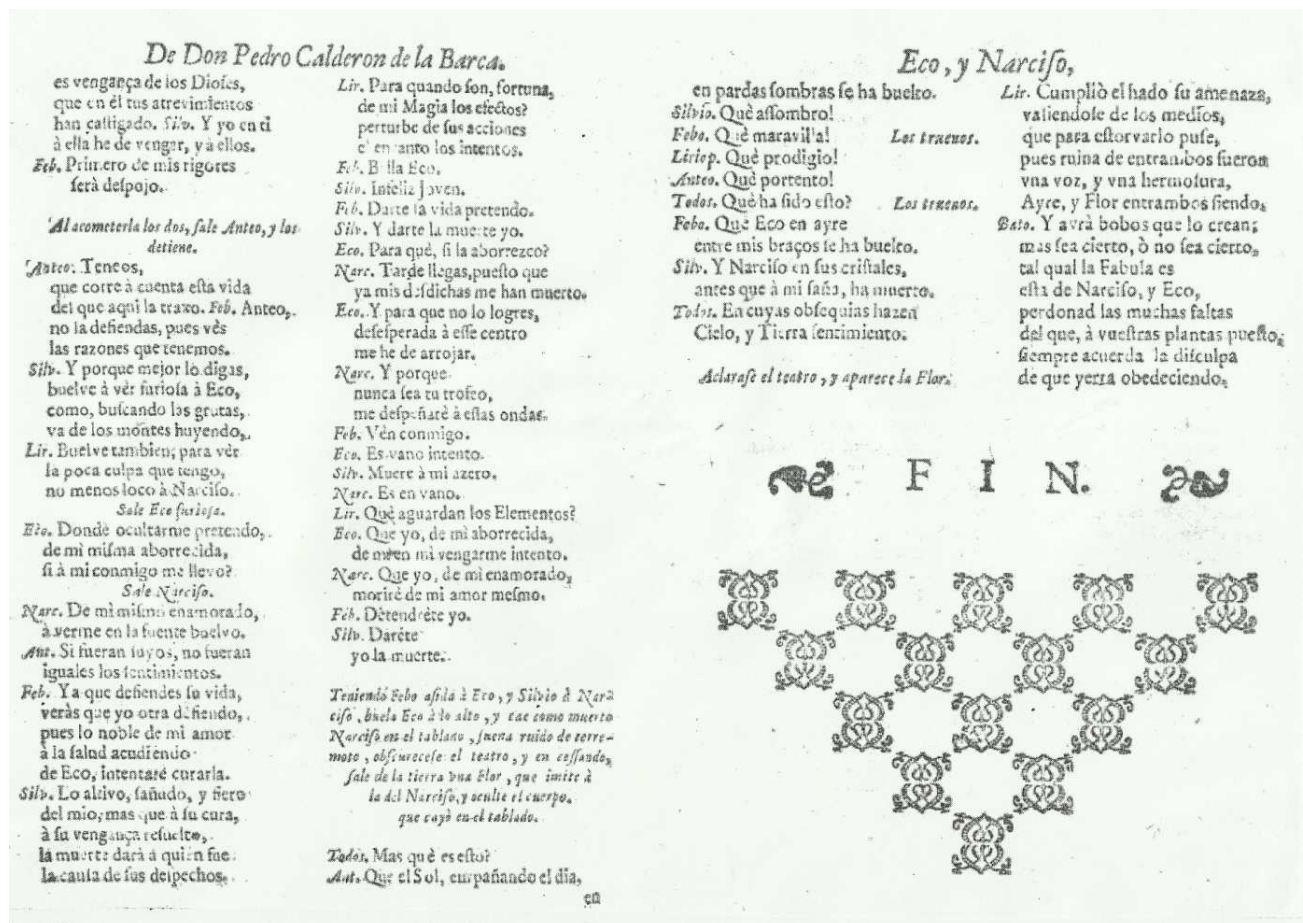 De Don Pedro Calderon de la Barca.
es vengança de los Dioſes,
que en él tus atrevimientos
han caſtigado. Silv. Y yo en ti
à ella he de vengar, y à ellos.
Feb. Primero de mis rigores
ſerà deſpojo.
Al acometerla los dos, ſale Anteo, y los
detiene.
Anteo. Teneos,
que corre à cuenta eſta vida
del que aqui la traxo. Feb. Anteo,
no la defiendas, pues vès
las razones que tenemos.
Silv. Y porque mejor lo digas,
buelve à vèr furioſa à Eco,
como, buſcando las grutas,
va de los montes huyendo,
Lir. Buelve tambien; para vèr
la poca culpa que tengo,
no menos loco à Narciſo.
Sale Eco furioſa.
Eco. Donde ocultarme pretendo,
de mi miſma aborrecida,
ſi à mi conmigo me llevo?
Sale Narciſo.
Narc. De mi miſmo enamorado,
à verme en la fuente buelvo.
Ant. Si fueran ſuyos, no fueran
iguales los ſentimientos.
Feb. Ya que defiendes ſu vida,
veràs que yo otra defiendo,
pues lo noble de mi amor
à la ſalud acudiendo
de Eco, intentarè curarla.
Silv. Lo altivo, ſañudo, y fiero
del mio, mas que à ſu cura,
à ſu vengança reſuelto,
la muerte darà à quien fue
la cauſa de ſus deſpechos.
Lir. Para quando ſon, fortuna,
de mi Magia los efectos?
perturbe de ſus acciones
el encanto los intentos.
Feb. Bella Eco.
Silv. Infeliz Joven.
Feb. Darte la vida pretendo.
Silv. Y darte la muerte yo.
Eco. Para què, ſi la aborrezco?
Narc. Tarde llegas, pueſto que
ya mis deſdichas me han muerto.
Eco. Y para que no lo logres,
deſeſperada à eſſe centro
me he de arrojar.
Narc. Y porque
nunca ſea tu trofeo,
me deſpeñarè à eſtas ondas.
Feb. Vèn conmigo.
Eco. Es vano intento.
Silv. Muere à mi azero.
Narc. Es en vano.
Lir. Què aguardan los Elementos?
Eco. Que yo, de mi aborrecida,
de mi en mi vengarme intento.
Narc. Que yo, de mi enamorado,
morirè de mi amor meſmo.
Feb. Detendrète yo.
Silv. Darète
yo la muerte.
Teniendo Febo aſida à Eco, y Silvio à Nar-
ciſo, buela Eco à lo alto, y cae como muerto
Narciſo en el tablado, ſuena ruido de terre-
moto, obſcureceſe el teatro, y en ceſſando,
ſale de la tierra vna Flor, que imite à
la del Narciſo, y oculte el cuerpo,
que cayò en el tablado.
Todos. Mas què es eſto?
Ant. Que el Sol, empañando el dia,
en
Eco, y Narciſo,
en pardas ſombras ſe ha buelto.
Silvio. Què aſſombro!
Febo. Què maravilla! Los truenos.
Liriop. Què prodigio!
Anteo. Què portento!
Todos. Què ha ſido eſto? Los truenos.
Febo. Que Eco en ayre
entre mis braços ſe ha buelto.
Silv. Y Narciſo en ſus criſtales,
antes que à mi ſaña, ha muerto.
Todos. En cuyas obſequias hazen
Cielo, y Tierra ſentimiento.
Aclaraſe el teatro, y aparece la Flor.
Lir. Cumpliò el hado ſu amenaza,
valiendoſe de los medios,
que para eſtorvarlo puſe,
pues ruina de entrambos fueron
vna voz, y vna hermoſura,
Ayre, y Flor entrambos ſiendo,
Bato. Y avrà bobos que lo crean;
mas ſea cierto, ò no ſea cierto,
tal qual la Fabula es
eſta de Narciſo, y Eco,
perdonad las muchas faltas
del que, à vueſtras plantas pueſto,
ſiempre acuerda la diſculpa
de que yerra obedeciendo.
FIN.